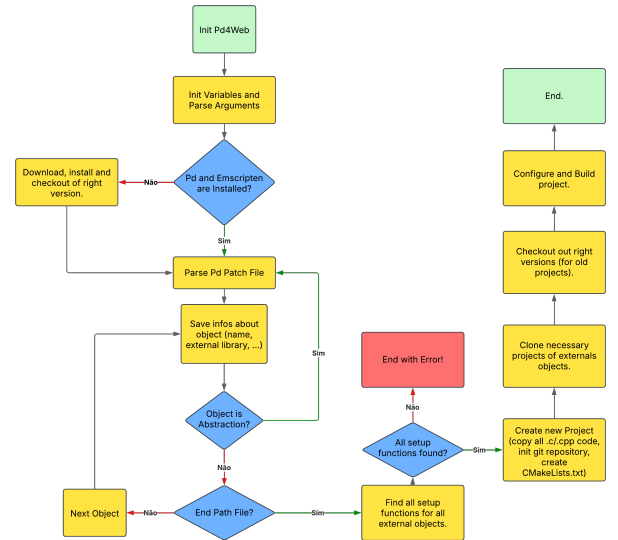 Init Pd4Web
Init Variables and
Parse Arguments
Pd and Emscripten
are Installed?
Não
Download, install and
checkout of right
version.
Sim
Parse Pd Patch File
Save infos about
object (name,
external library, ...)
Sim
Object is
Abstraction?
Não
End Path File?
Não
Next Object
Sim
Find all setup
functions for all
external objects.
All setup
functions found?
Não
End with Error!
Sim
Create new Project
(copy all .c/.cpp code,
init git repository,
create
CMakeLists.txt)
Clone necessary
projects of externals
objects.
Checkout out right
versions (for old
projects).
Configure and Build
project.
End.